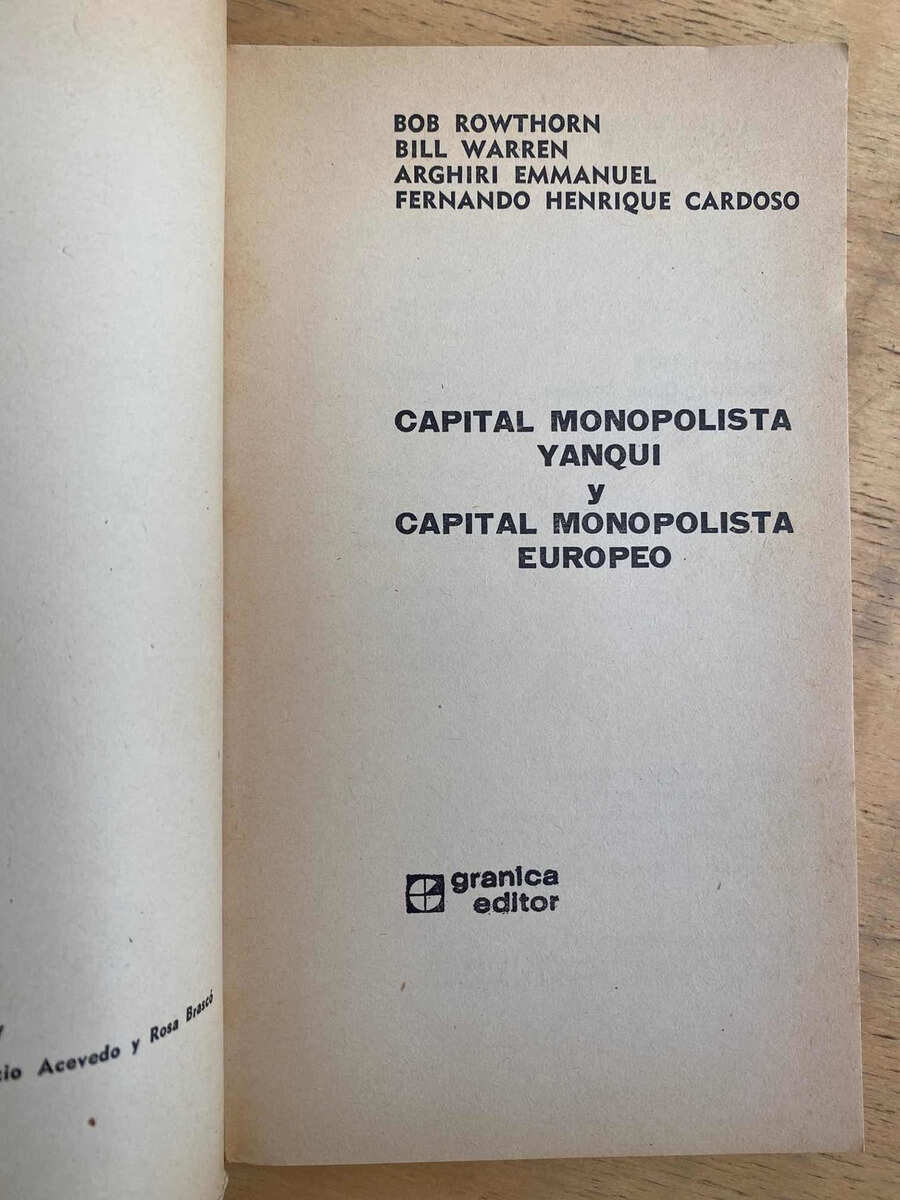 BOB ROWTHORN
BILL WARREN
ARGHIRI EMMANUEL
FERNANDO HENRIQUE CARDOSO
CAPITAL MONOPOLISTA
YANQUI
y
CAPITAL MONOPOLISTA
EUROPEO
granica
editor
Acevedo y Rosa Brascó